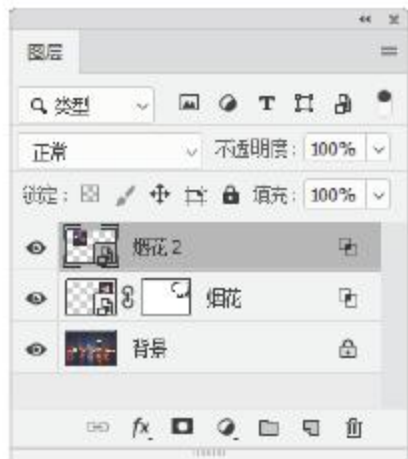 图层
类型
正常 不透明度: 100%
锁定: 填充: 100%
烟花 2
烟花
背景